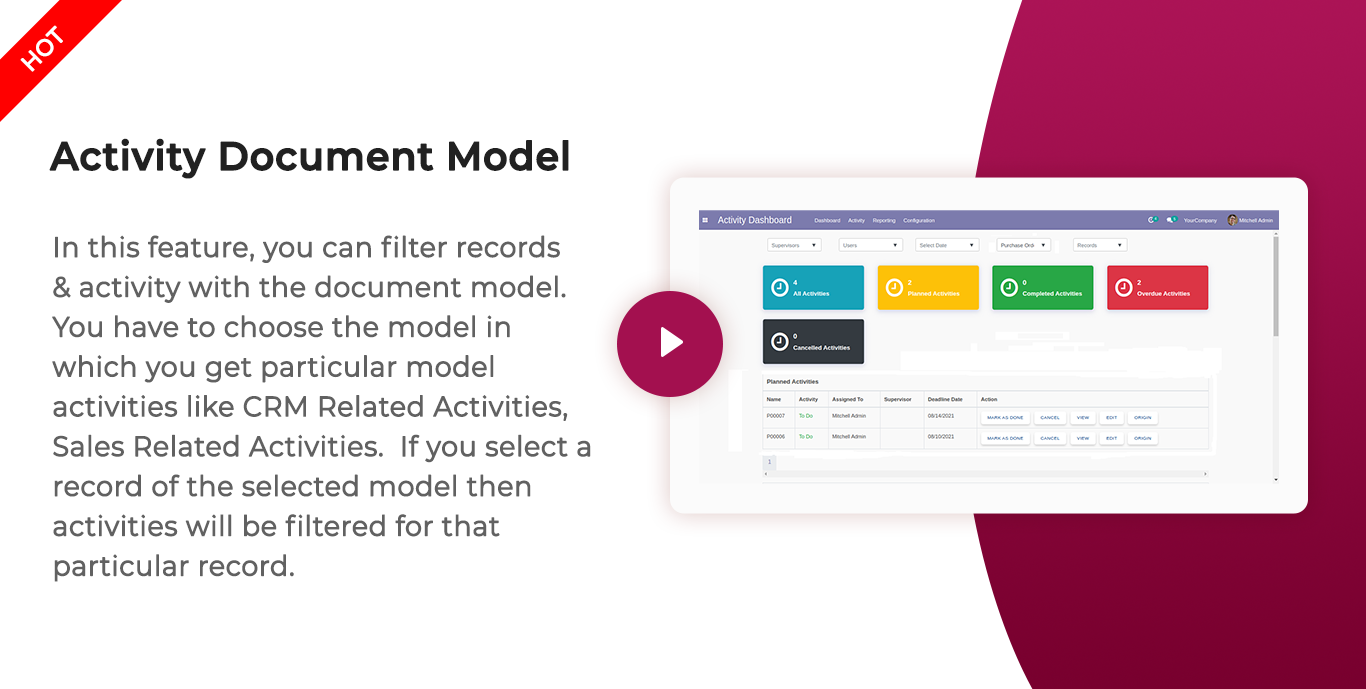 HOT
Activity Document Model
In this feature, you can filter records
& activity with the document model.
You have to choose the model in
which you get particular model
activities like CRM Related Activities,
Sales Related Activities.  If you select a
record of the selected model then
activities will be filtered for that
particular record.
Activity Dashboard Dashboard Activity Reporting Configuration YourCompany Mitchell Admin
Supervisors Users Select Date Purchase Ord Records
4 2 0 2
All Activities Planned Activities Completed Activities Overdue Activities
0
Cancelled Activities
Planned Activities
Name Activity Assigned To Supervisor Deadline Date Action
P00007 To Do Mitchell Admin 08/14/2021 MARK AS DONE CANCEL VIEW EDIT ORIGIN
P00006 To Do Mitchell Admin 08/10/2021 MARK AS DONE CANCEL VIEW EDIT ORIGIN
1